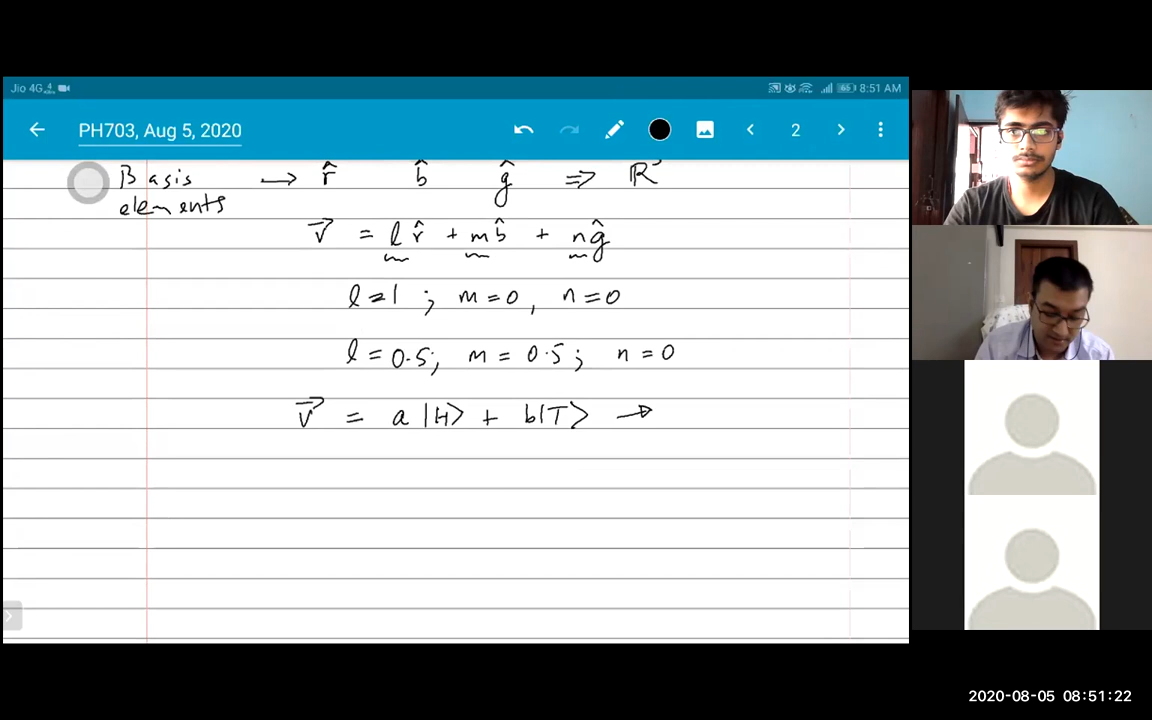 Jio 4G 8:51 AM
PH703, Aug 5, 2020 2
Basis → r̂ b̂ ĝ ⇒ ℝ³
elements
v⃗ = l r̂ + m b̂ + n ĝ
l = 1 ; m = 0 , n = 0
l = 0.5; m = 0.5 ; n = 0
v⃗ = a |H⟩ + b|T⟩ →
2020-08-05 08:51:22